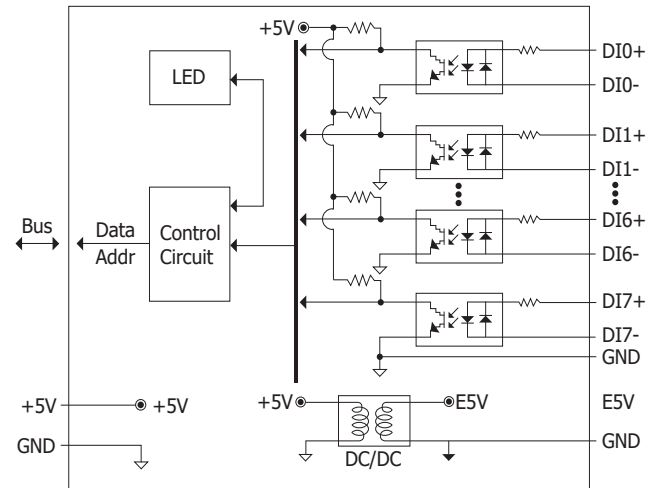 +5V
DI0+
LED
DI0-
DI1+
DI1-
Bus
Data
Addr
Control
Circuit
DI6+
DI6-
DI7+
DI7-
GND
+5V
+5V
+5V
E5V
E5V
GND
DC/DC
GND